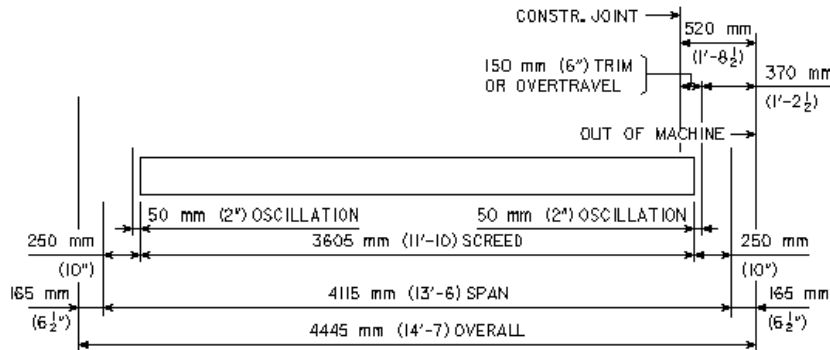 CONSTR. JOINT
520 mm
(1'-8½)
150 mm (6") TRIM
OR OVERTRAVEL
370 mm
(1'-2½)
OUT OF MACHINE
50 mm (2") OSCILLATION
50 mm (2") OSCILLATION
250 mm
(10")
3605 mm (11'-10) SCREED
250 mm
(10")
165 mm
(6½")
4115 mm (13'-6) SPAN
165 mm
(6½")
4445 mm (14'-7) OVERALL